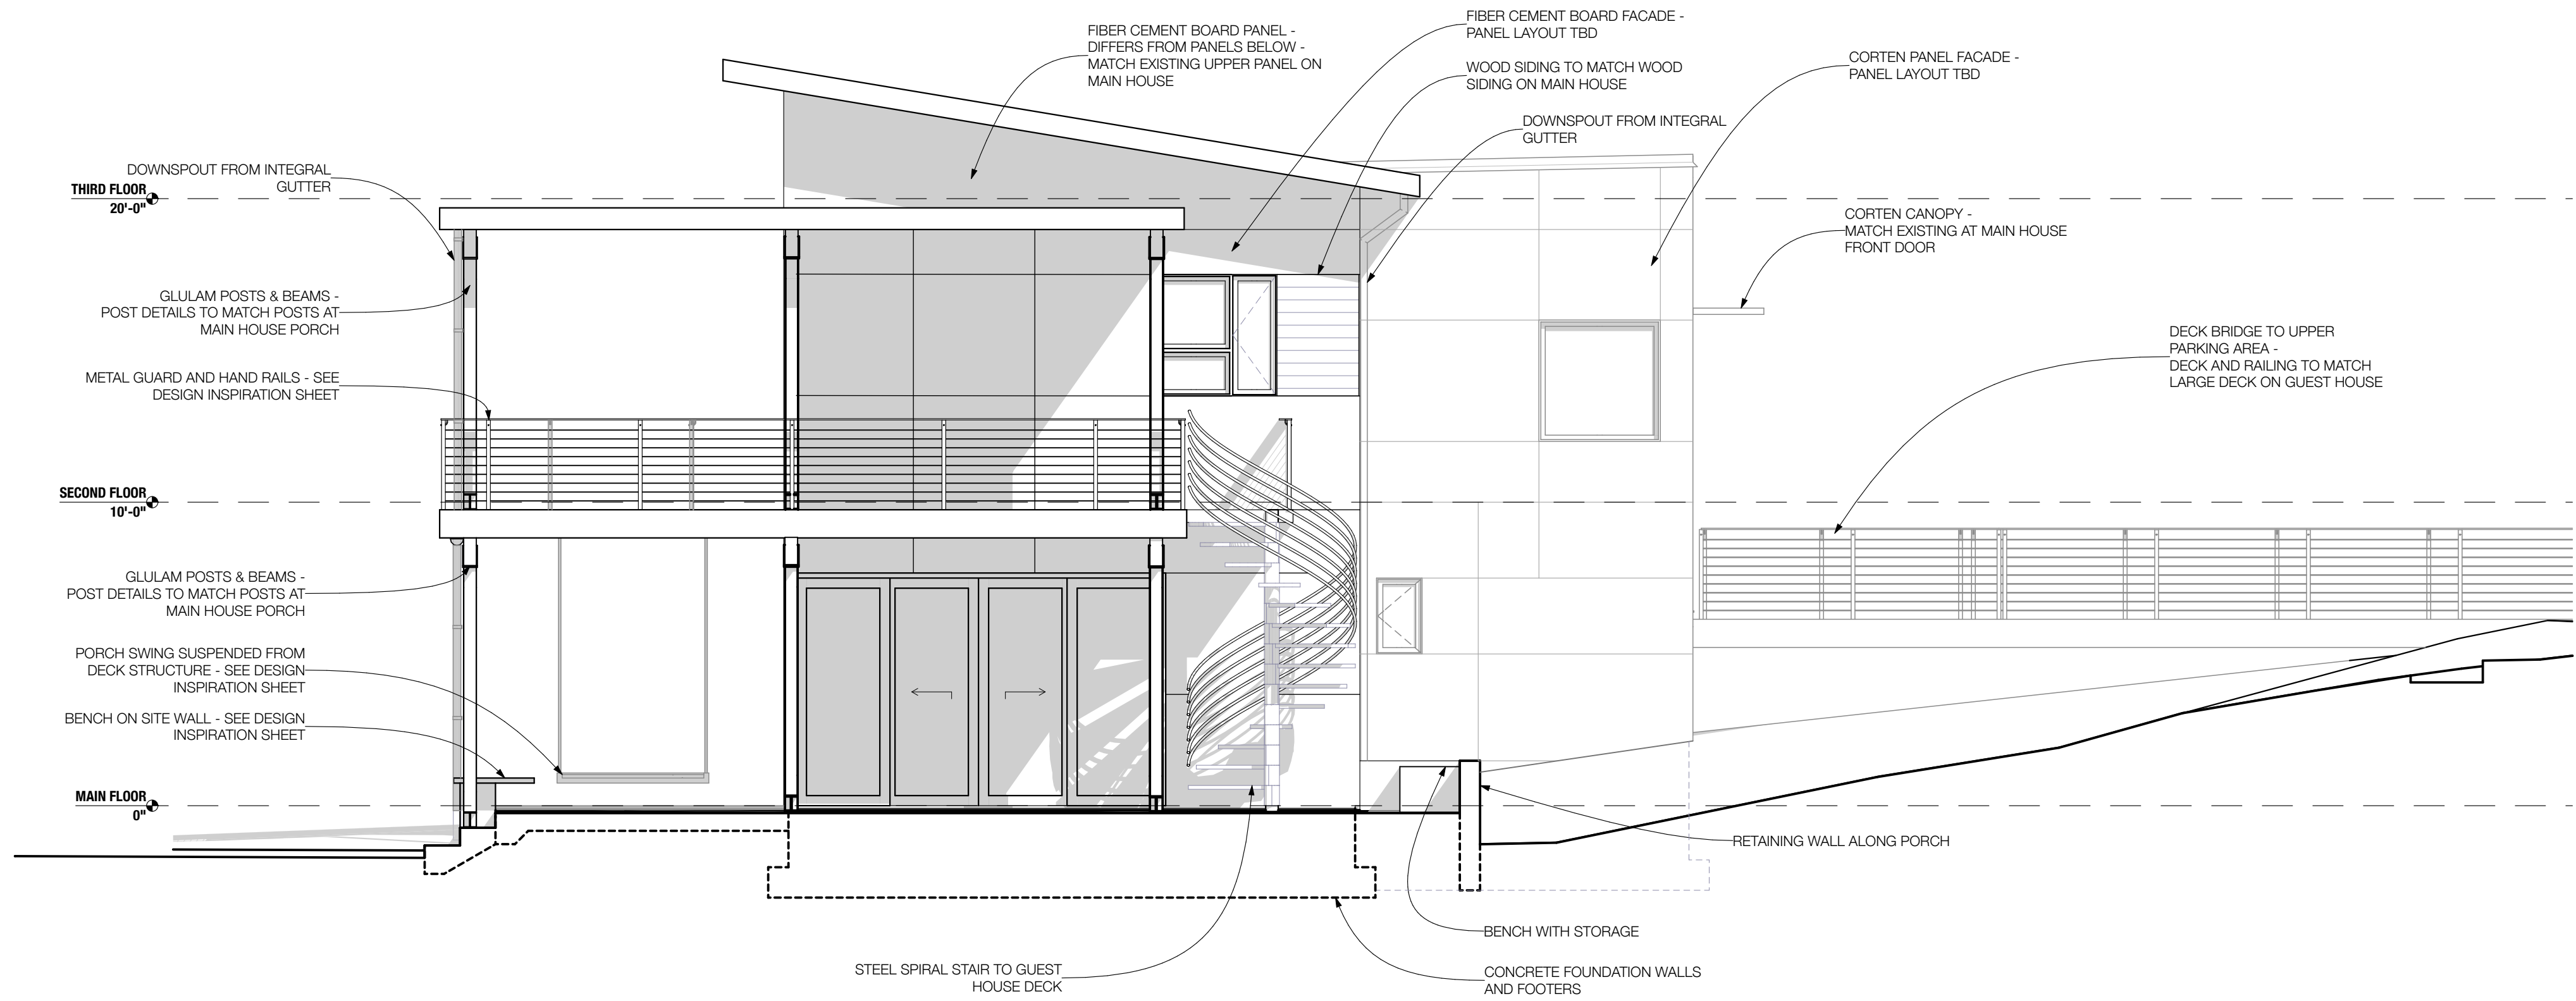 FIBER CEMENT BOARD PANEL -
DIFFERS FROM PANELS BELOW -
MATCH EXISTING UPPER PANEL ON
MAIN HOUSE
FIBER CEMENT BOARD FACADE -
PANEL LAYOUT TBD
WOOD SIDING TO MATCH WOOD
SIDING ON MAIN HOUSE
DOWNSPOUT FROM INTEGRAL
GUTTER
CORTEN PANEL FACADE -
PANEL LAYOUT TBD
DOWNSPOUT FROM INTEGRAL
GUTTER
THIRD FLOOR
20'-0"
CORTEN CANOPY -
MATCH EXISTING AT MAIN HOUSE
FRONT DOOR
GLULAM POSTS & BEAMS -
POST DETAILS TO MATCH POSTS AT
MAIN HOUSE PORCH
DECK BRIDGE TO UPPER
PARKING AREA -
DECK AND RAILING TO MATCH
LARGE DECK ON GUEST HOUSE
METAL GUARD AND HAND RAILS - SEE
DESIGN INSPIRATION SHEET
SECOND FLOOR
10'-0"
GLULAM POSTS & BEAMS -
POST DETAILS TO MATCH POSTS AT
MAIN HOUSE PORCH
PORCH SWING SUSPENDED FROM
DECK STRUCTURE - SEE DESIGN
INSPIRATION SHEET
BENCH ON SITE WALL - SEE DESIGN
INSPIRATION SHEET
MAIN FLOOR
0"
RETAINING WALL ALONG PORCH
BENCH WITH STORAGE
STEEL SPIRAL STAIR TO GUEST
HOUSE DECK
CONCRETE FOUNDATION WALLS
AND FOOTERS